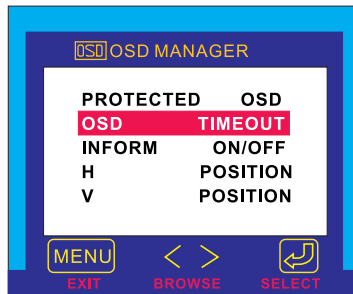 OSD OSD MANAGER
PROTECTED OSD
OSD TIMEOUT
INFORM ON/OFF
H POSITION
V POSITION
MENU < >
EXIT BROWSE SELECT